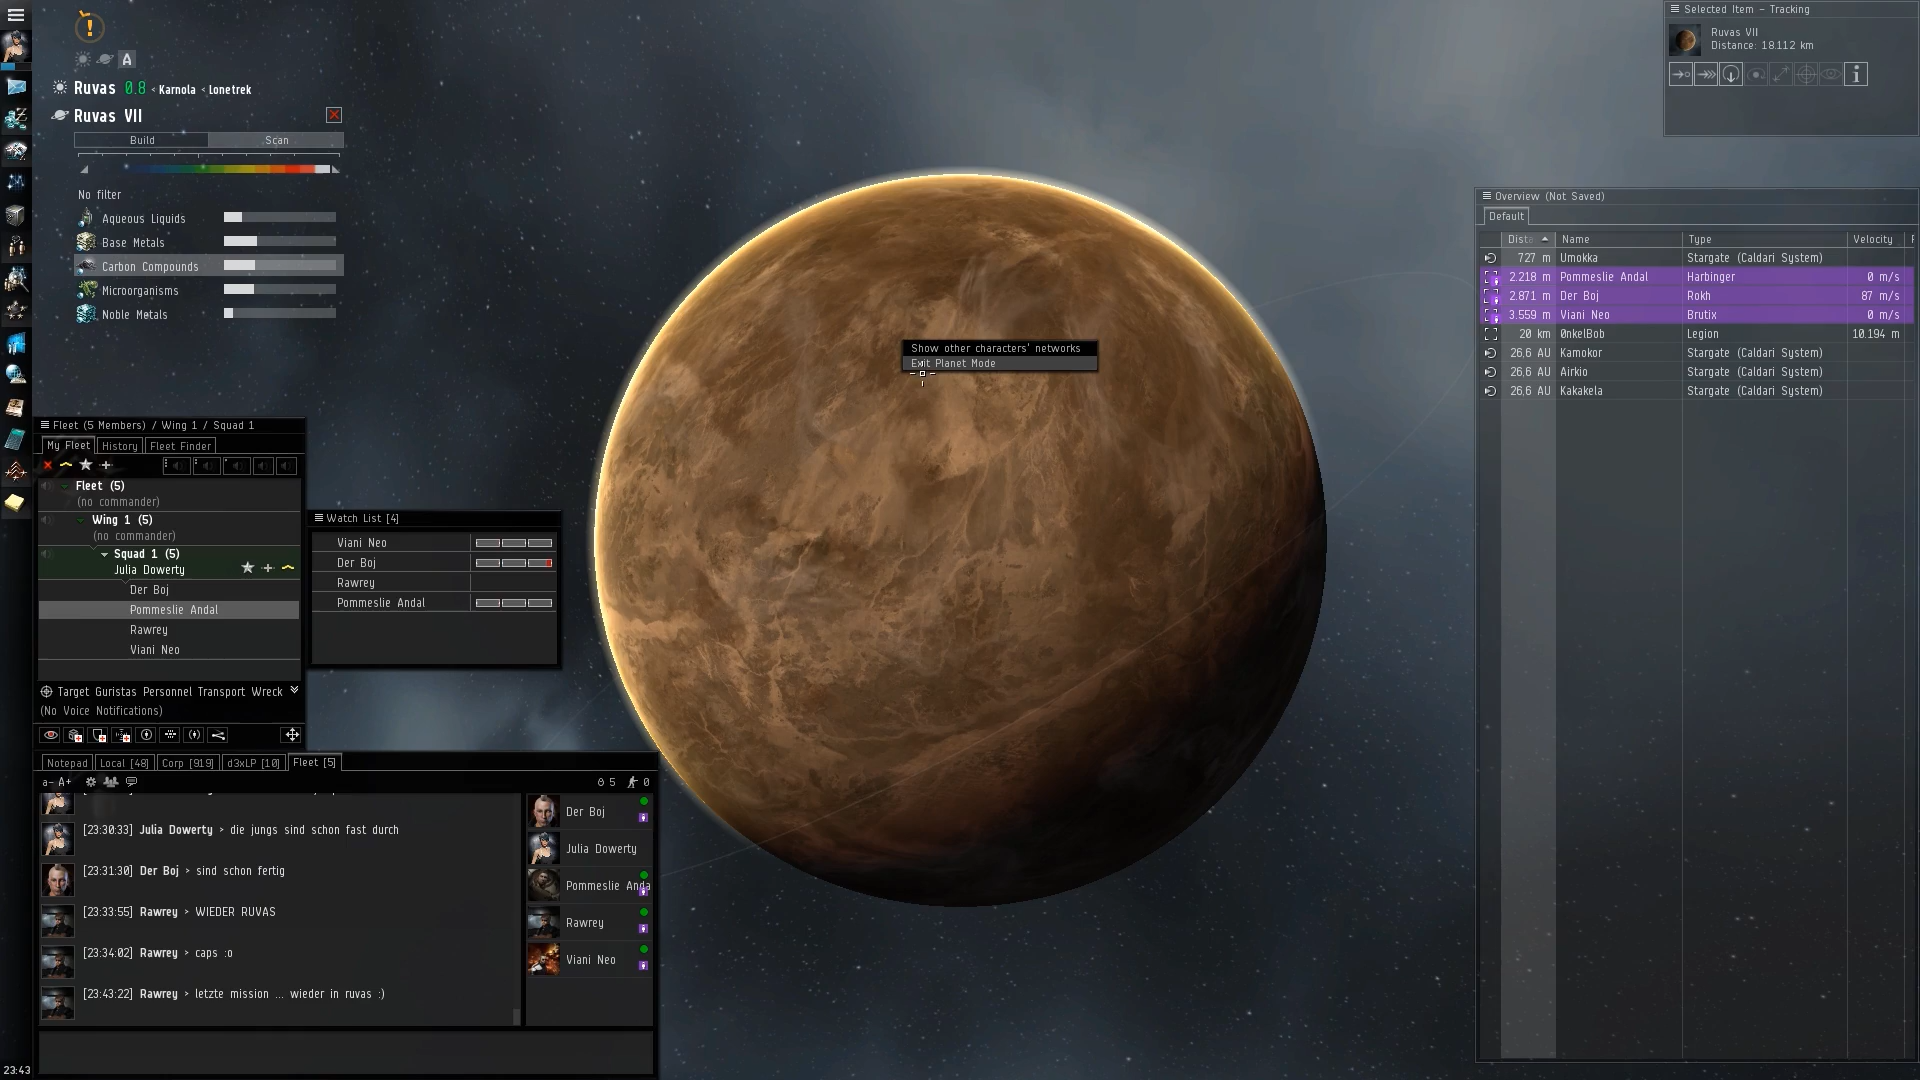 A
Ruvas 0.8 < Karnola < Lonetrek
Ruvas VII
Build Scan
No filter
Aqueous Liquids
Base Metals
Carbon Compounds
Microorganisms
Noble Metals
Show other characters' networks
Exit Planet Mode
Selected Item - Tracking
Ruvas VII
Distance: 18.112 km
Overview (Not Saved)
Default
Dista Name Type Velocity
727 m Umokka Stargate (Caldari System)
2.218 m Pommeslie Andal Harbinger 0 m/s
2.871 m Der Boj Rokh 87 m/s
3.559 m Viani Neo Brutix 0 m/s
20 km 0nkelBob Legion 10.194 m
26,6 AU Kamokor Stargate (Caldari System)
26,6 AU Airkio Stargate (Caldari System)
26,6 AU Kakakela Stargate (Caldari System)
Fleet (5 Members) / Wing 1 / Squad 1
My Fleet History Fleet Finder
Fleet (5)
(no commander)
Wing 1 (5)
(no commander)
Squad 1 (5)
Julia Dowerty
Der Boj
Pommeslie Andal
Rawrey
Viani Neo
Target Guristas Personnel Transport Wreck
(No Voice Notifications)
Watch List [4]
Viani Neo
Der Boj
Rawrey
Pommeslie Andal
Notepad Local [48] Corp [919] d3xLP [10] Fleet [5]
a- A+ 5 0
[23:30:33] Julia Dowerty > die jungs sind schon fast durch
[23:31:30] Der Boj > sind schon fertig
[23:33:55] Rawrey > WIEDER RUVAS
[23:34:02] Rawrey > caps :o
[23:43:22] Rawrey > letzte mission ... wieder in ruvas :)
Der Boj
Julia Dowerty
Pommeslie Anda
Rawrey
Viani Neo
23:43